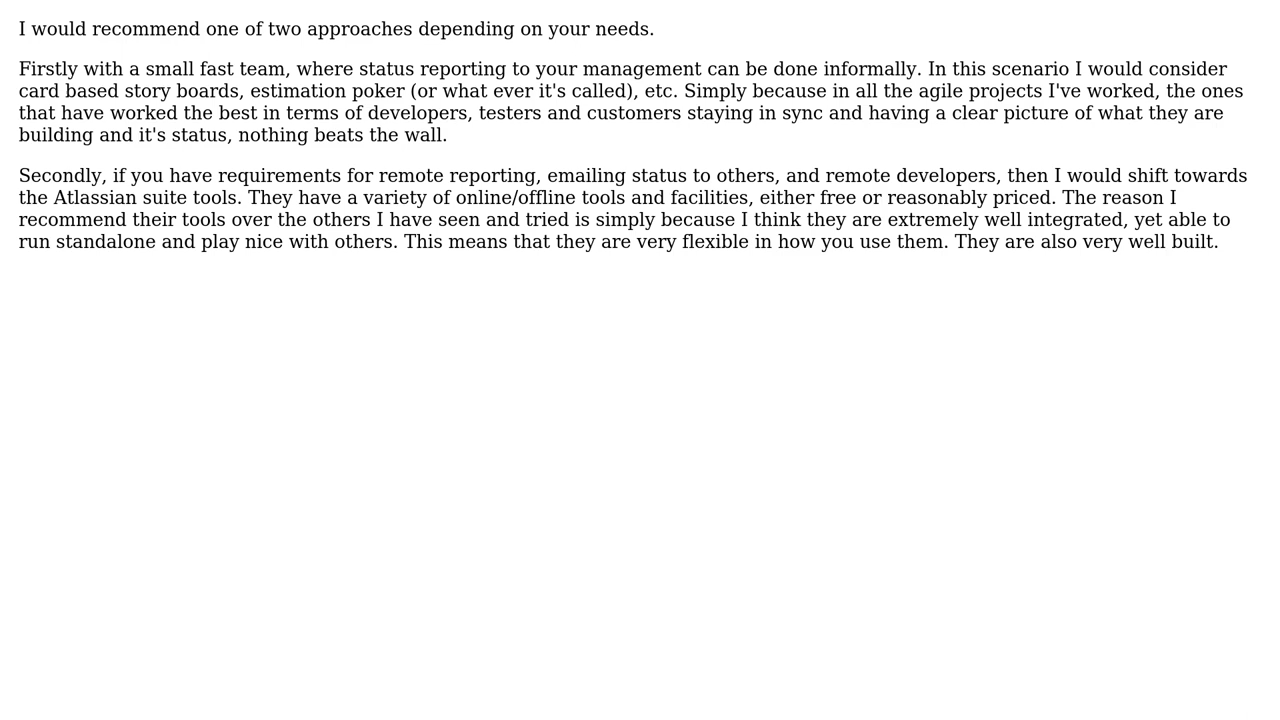 I would recommend one of two approaches depending on your needs.
Firstly with a small fast team, where status reporting to your management can be done informally. In this scenario I would consider
card based story boards, estimation poker (or what ever it's called), etc. Simply because in all the agile projects I've worked, the ones
that have worked the best in terms of developers, testers and customers staying in sync and having a clear picture of what they are
building and it's status, nothing beats the wall.
Secondly, if you have requirements for remote reporting, emailing status to others, and remote developers, then I would shift towards
the Atlassian suite tools. They have a variety of online/offline tools and facilities, either free or reasonably priced. The reason I
recommend their tools over the others I have seen and tried is simply because I think they are extremely well integrated, yet able to
run standalone and play nice with others. This means that they are very flexible in how you use them. They are also very well built.